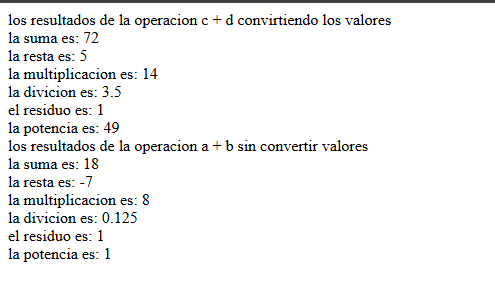 los resultados de la operacion c + d convirtiendo los valores
la suma es: 72
la resta es: 5
la multiplicacion es: 14
la divicion es: 3.5
el residuo es: 1
la potencia es: 49
los resultados de la operacion a + b sin convertir valores
la suma es: 18
la resta es: -7
la multiplicacion es: 8
la divicion es: 0.125
el residuo es: 1
la potencia es: 1